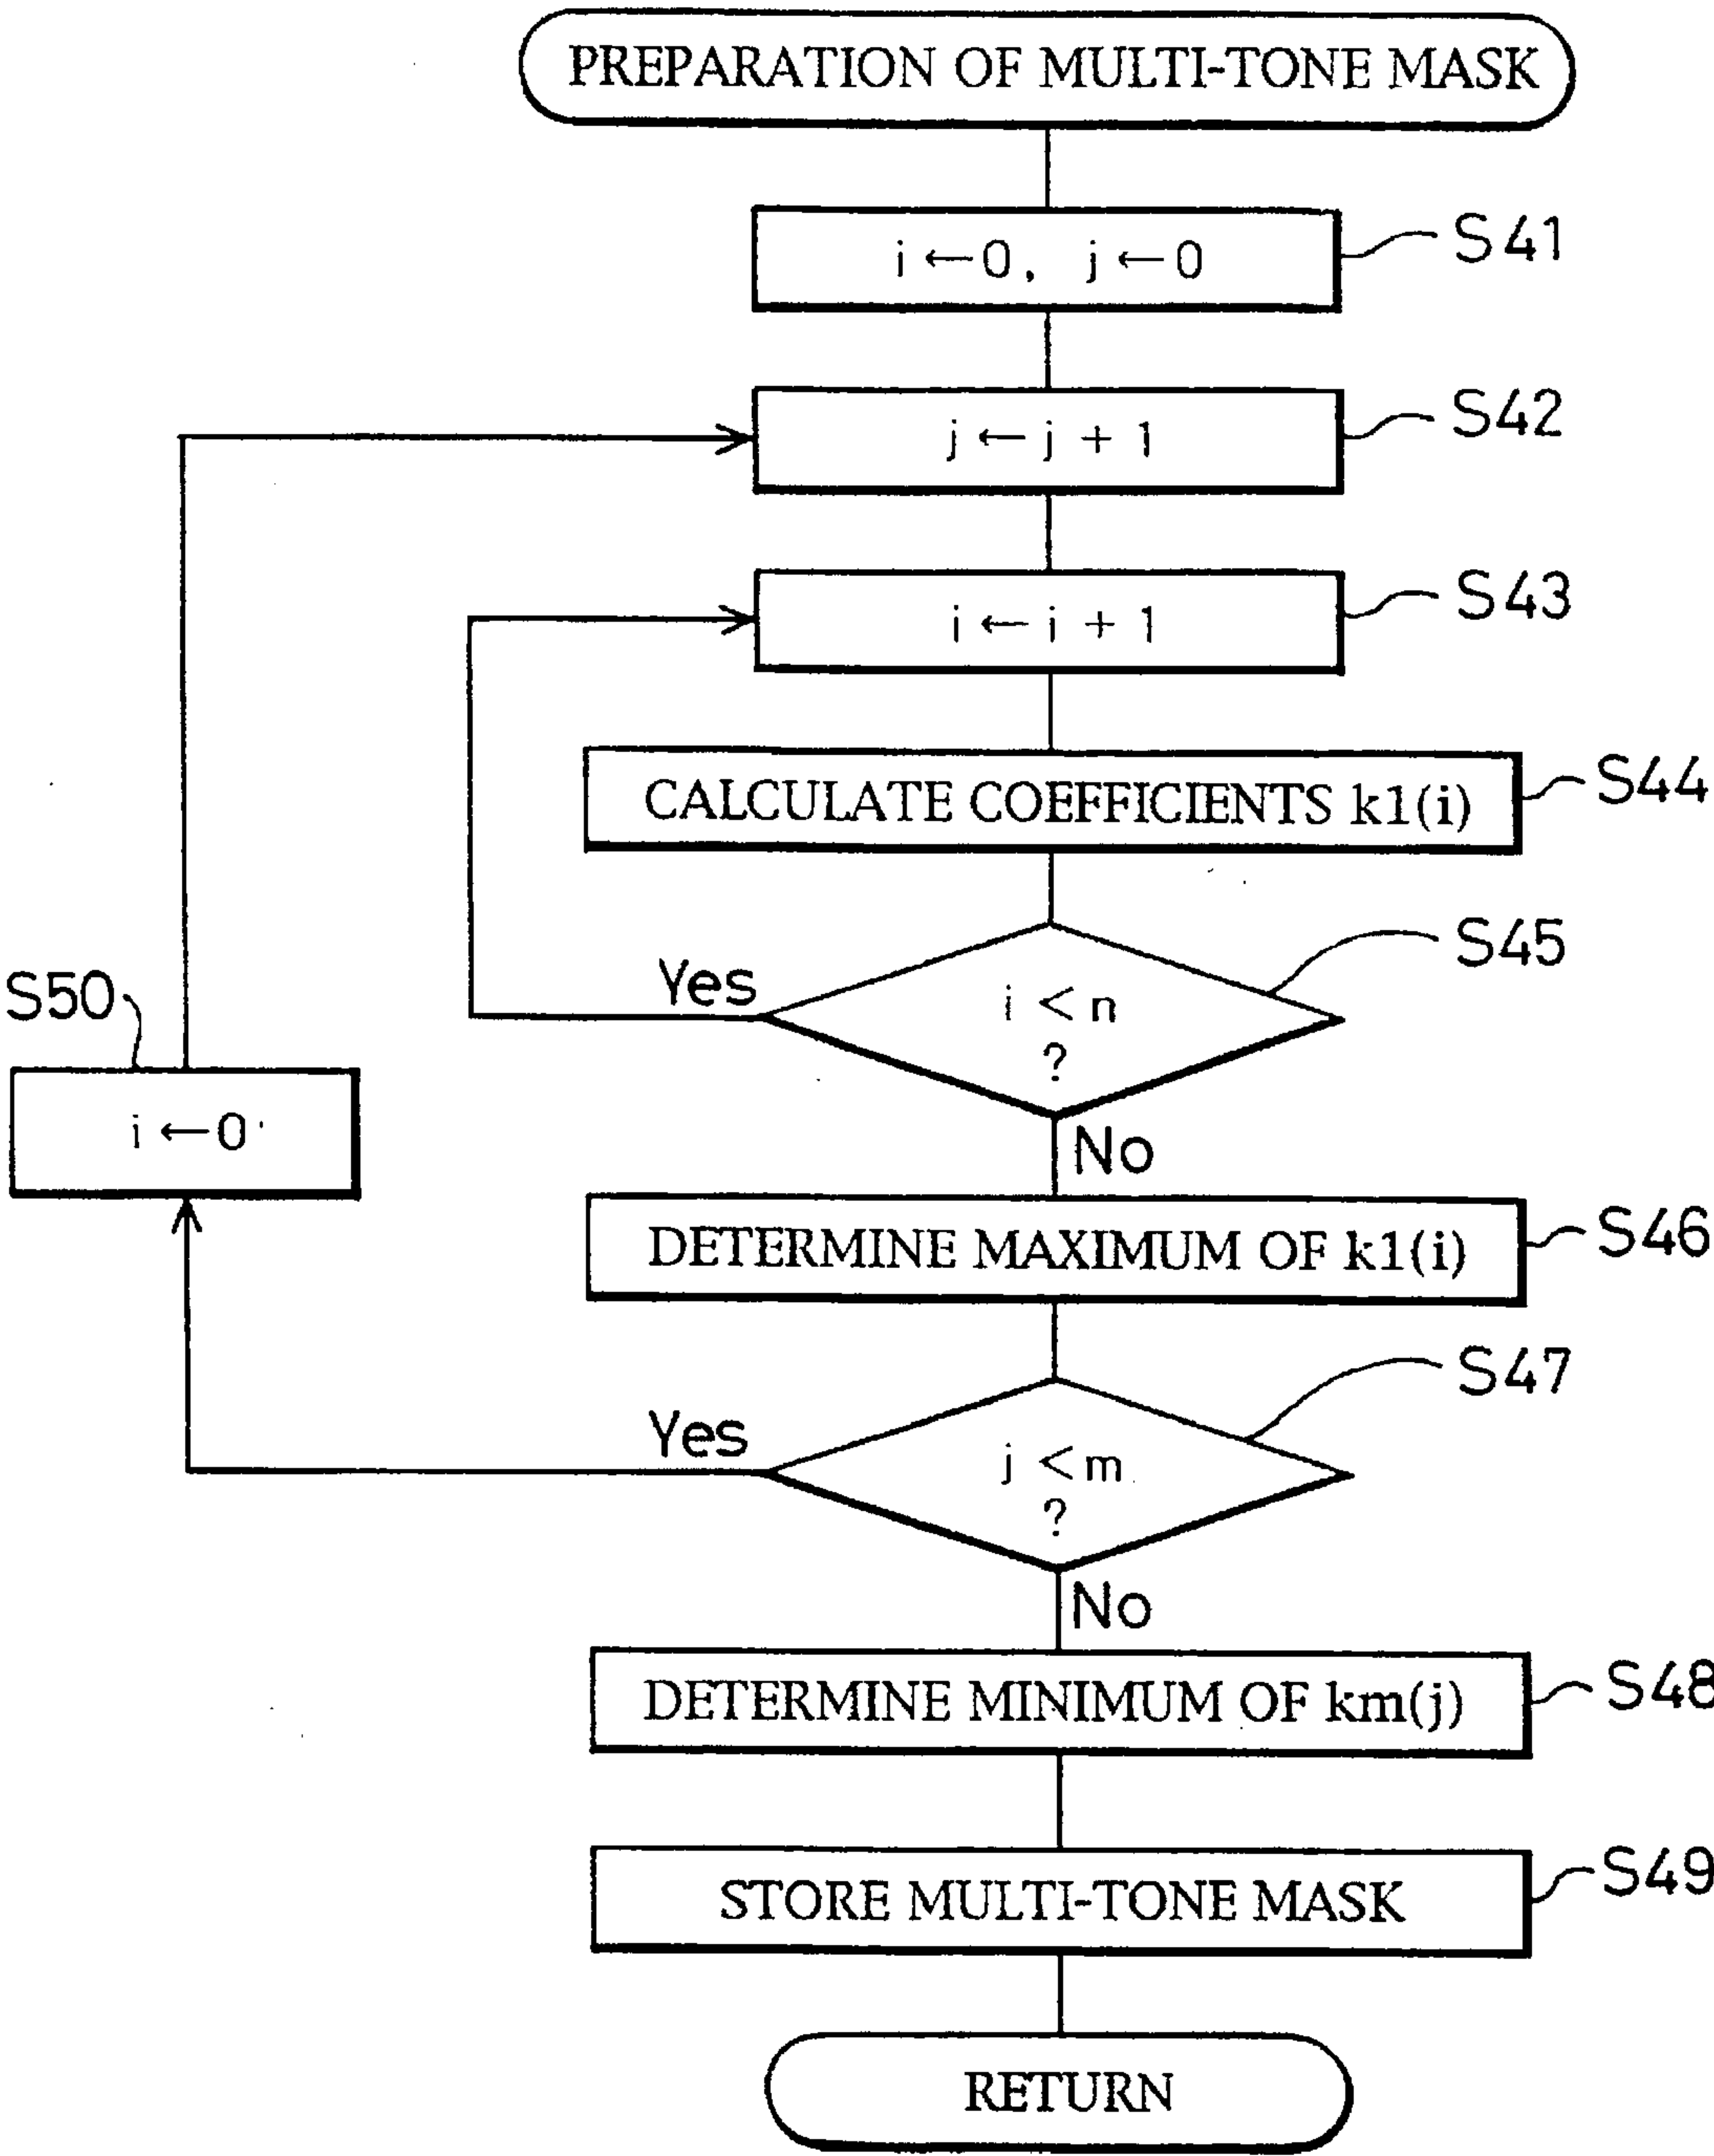 PREPARATION OF MULTI-TONE MASK
i ← 0, j ← 0
S41
j ← j + 1
S42
i ← i + 1
S43
CALCULATE COEFFICIENTS k1(i)
S44
Yes
i < n
?
S45
No
S50
i ← 0
DETERMINE MAXIMUM OF k1(i)
S46
Yes
j < m
?
S47
No
DETERMINE MINIMUM OF km(j)
S48
STORE MULTI-TONE MASK
S49
RETURN